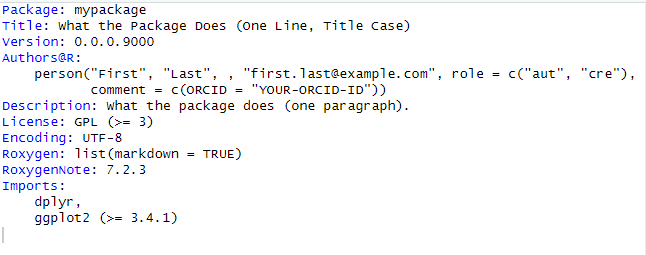 Package: mypackage
Title: What the Package Does (One Line, Title Case)
Version: 0.0.0.9000
Authors@R:
    person("First", "Last", , "first.last@example.com", role = c("aut", "cre"),
           comment = c(ORCID = "YOUR-ORCID-ID"))
Description: What the package does (one paragraph).
License: GPL (>= 3)
Encoding: UTF-8
Roxygen: list(markdown = TRUE)
RoxygenNote: 7.2.3
Imports:
    dplyr,
    ggplot2 (>= 3.4.1)